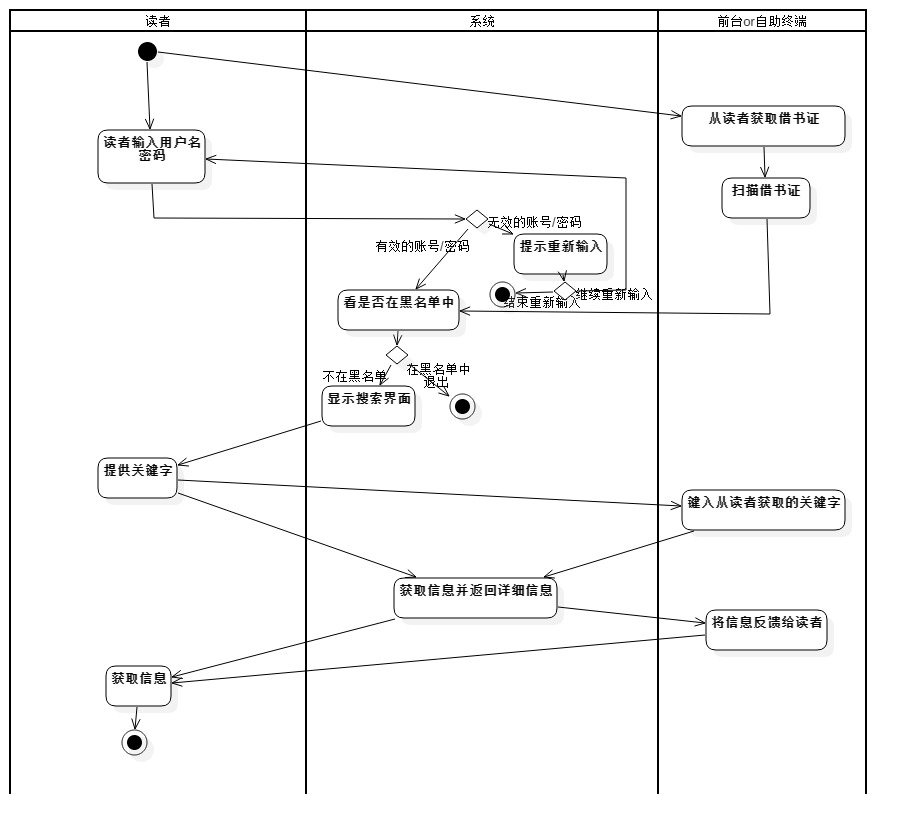 读者
系统
前台or自助终端
从读者获取借书证
读者输入用户名
密码
扫描借书证
无效的账号/密码
有效的账号/密码
提示重新输入
继续重新输入
结束重新输入
看是否在黑名单中
不在黑名单
在黑名单中
退出
显示搜索界面
提供关键字
键入从读者获取的关键字
获取信息并返回详细信息
将信息反馈给读者
获取信息